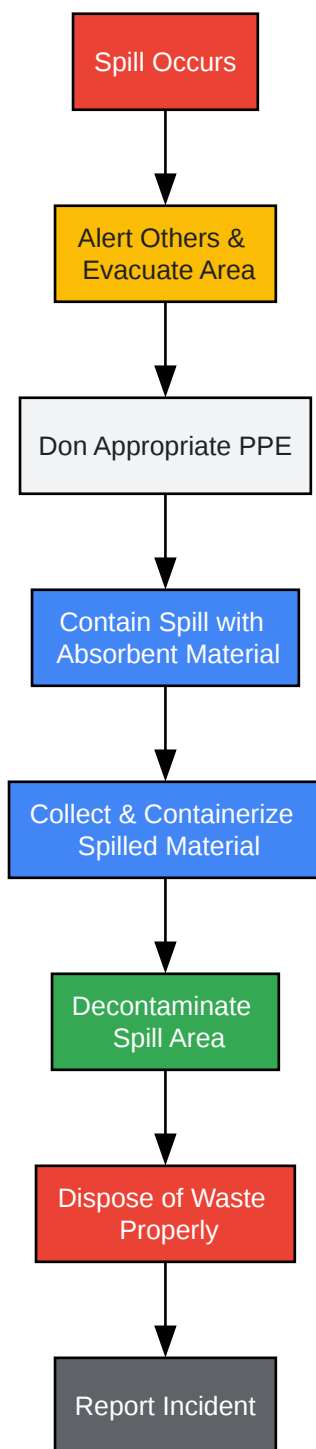 Spill Occurs
Alert Others &
Evacuate Area
Don Appropriate PPE
Contain Spill with
Absorbent Material
Collect & Containerize
Spilled Material
Decontaminate
Spill Area
Dispose of Waste
Properly
Report Incident